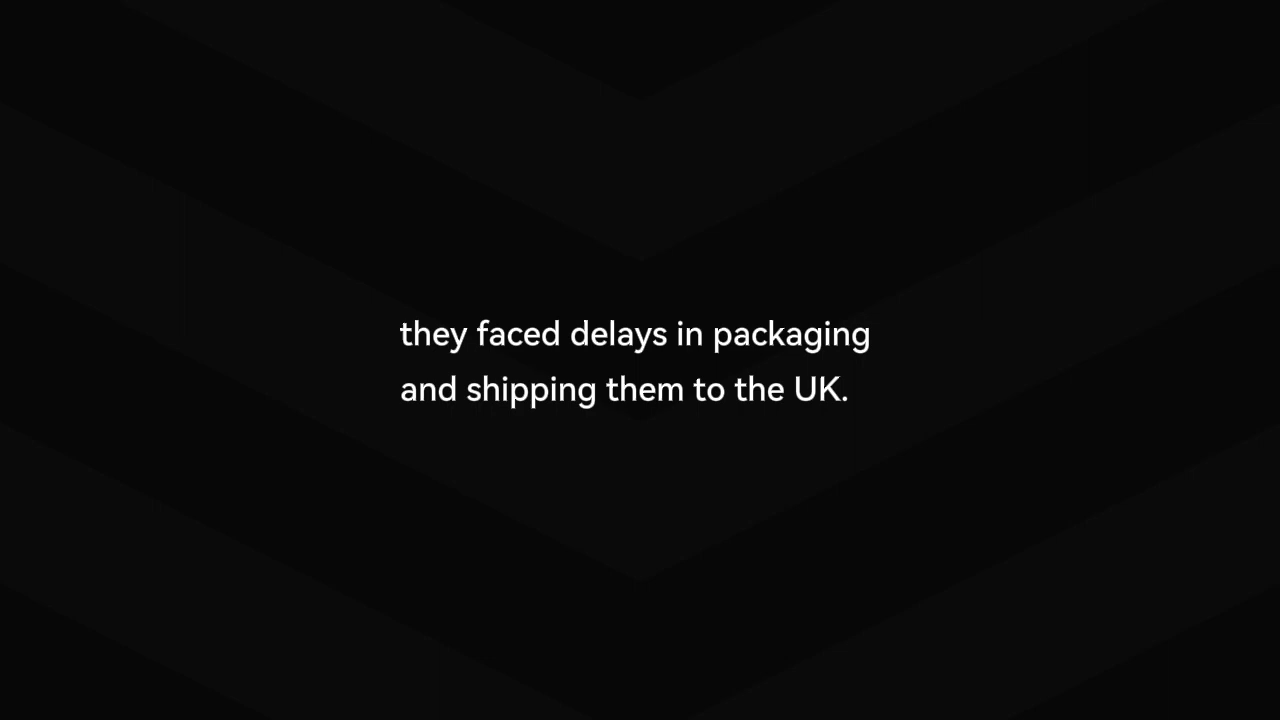 they faced delays in packaging
and shipping them to the UK.